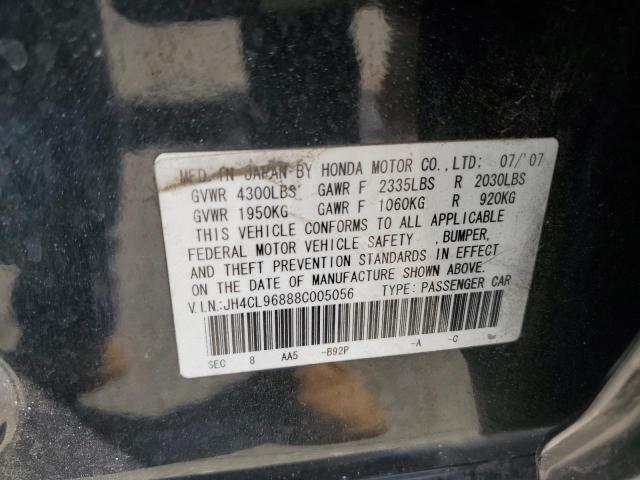 MFD. IN JAPAN BY HONDA MOTOR CO.,LTD: 07/'07
GVWR 4300LBS GAWR F 2335LBS R 2030LBS
GVWR 1950KG GAWR F 1060KG R 920KG
THIS VEHICLE CONFORMS TO ALL APPLICABLE
FEDERAL MOTOR VEHICLE SAFETY ,BUMPER,
AND THEFT PREVENTION STANDARDS IN EFFECT
ON THE DATE OF MANUFACTURE SHOWN ABOVE.
V.I.N.:JH4CL96888C005056 TYPE: PASSENGER CAR
SEC 8 AA5 -B92P -A -C